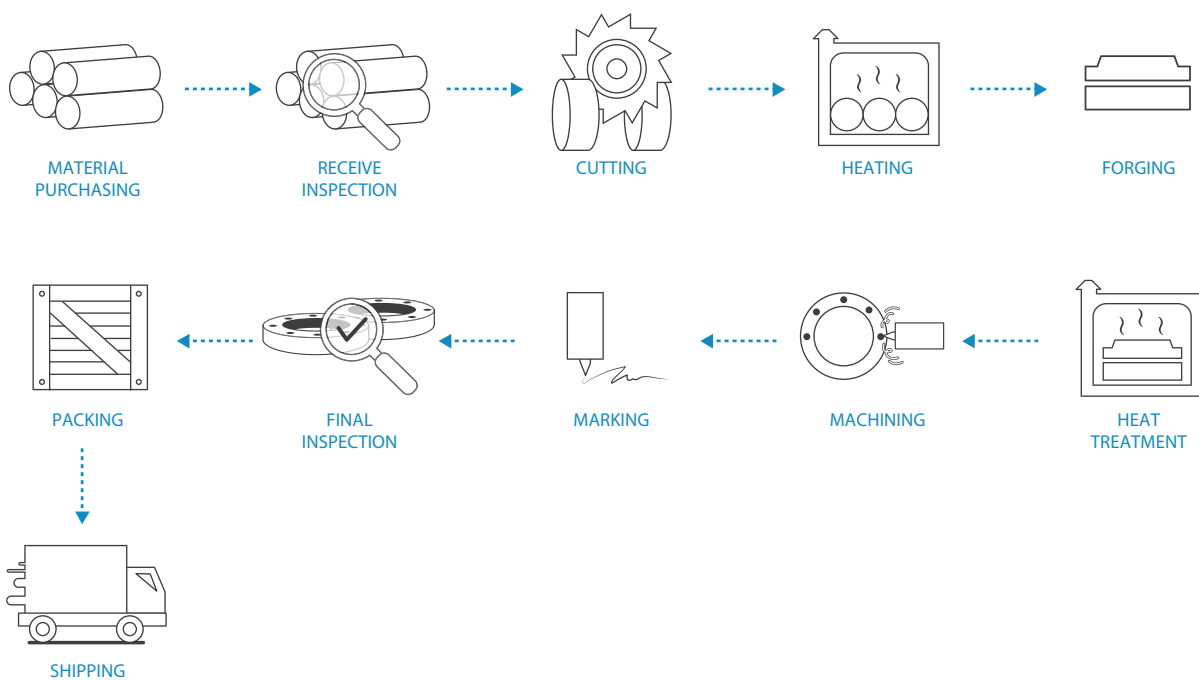 MATERIAL
PURCHASING
RECEIVE
INSPECTION
CUTTING
HEATING
FORGING
PACKING
FINAL
INSPECTION
MARKING
MACHINING
HEAT
TREATMENT
SHIPPING